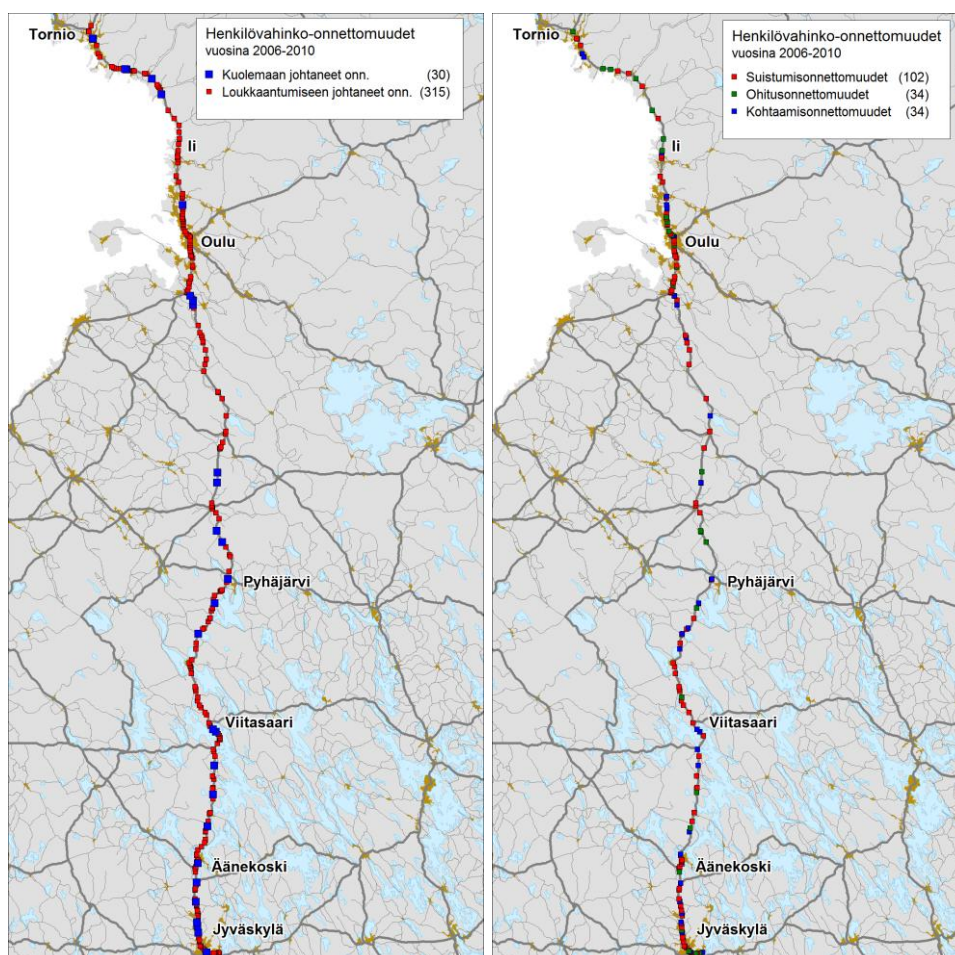 Henkilövahinko-onnettomuudet
vuosina 2006-2010
Kuolemaan johtaneet onn. (30)
Loukkaantumiseen johtaneet onn. (315)
Tornio
Ii
Oulu
Pyhäjärvi
Viitasaari
Äänekoski
Jyväskylä
Henkilövahinko-onnettomuudet
vuosina 2006-2010
Suistumisonnettomuudet (102)
Ohitusonnettomuudet (34)
Kohtaamisonnettomuudet (34)
Tornio
Ii
Oulu
Pyhäjärvi
Viitasaari
Äänekoski
Jyväskylä